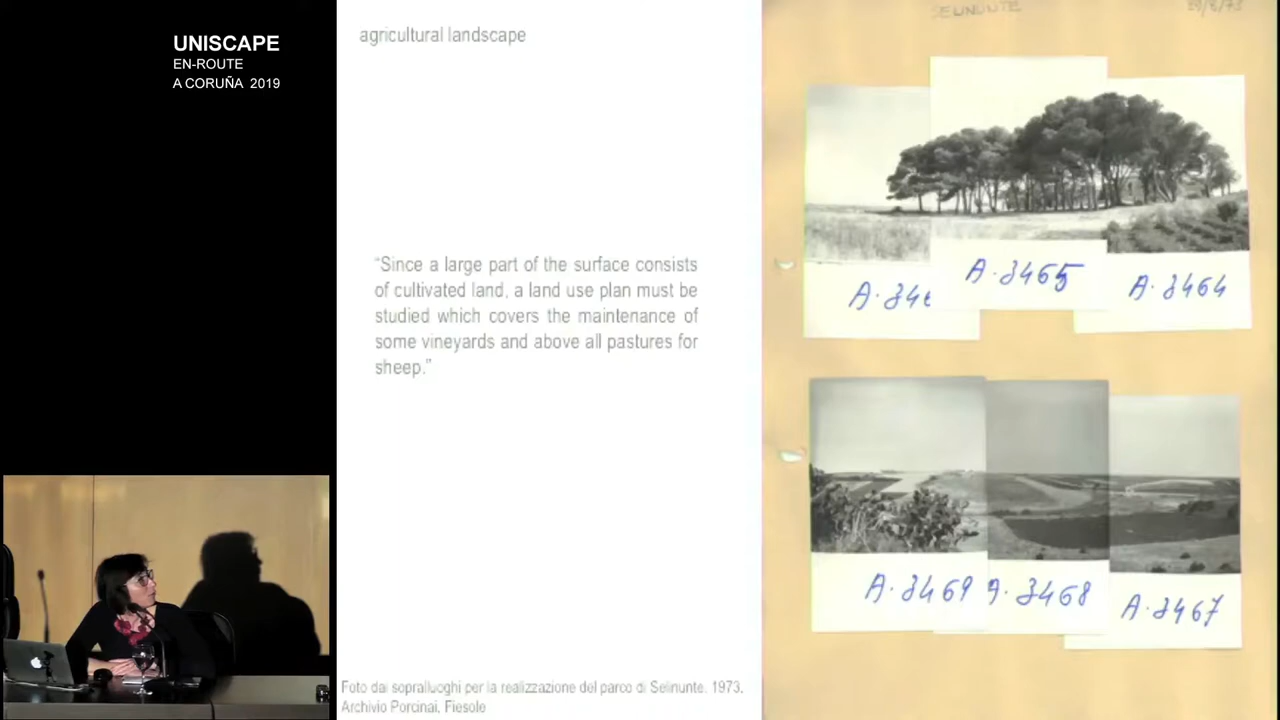 UNISCAPE
EN-ROUTE
A CORUÑA 2019
agricultural landscape
“Since a large part of the surface consists
of cultivated land, a land use plan must be
studied which covers the maintenance of
some vineyards and above all pastures for
sheep.”
Foto dai sopralluoghi per la realizzazione del parco di Selinunte. 1973,
Archivio Porcinai, Fiesole
SELINUNTE
A. 3465
A. 3464
A. 3469
A. 3468
A. 3467